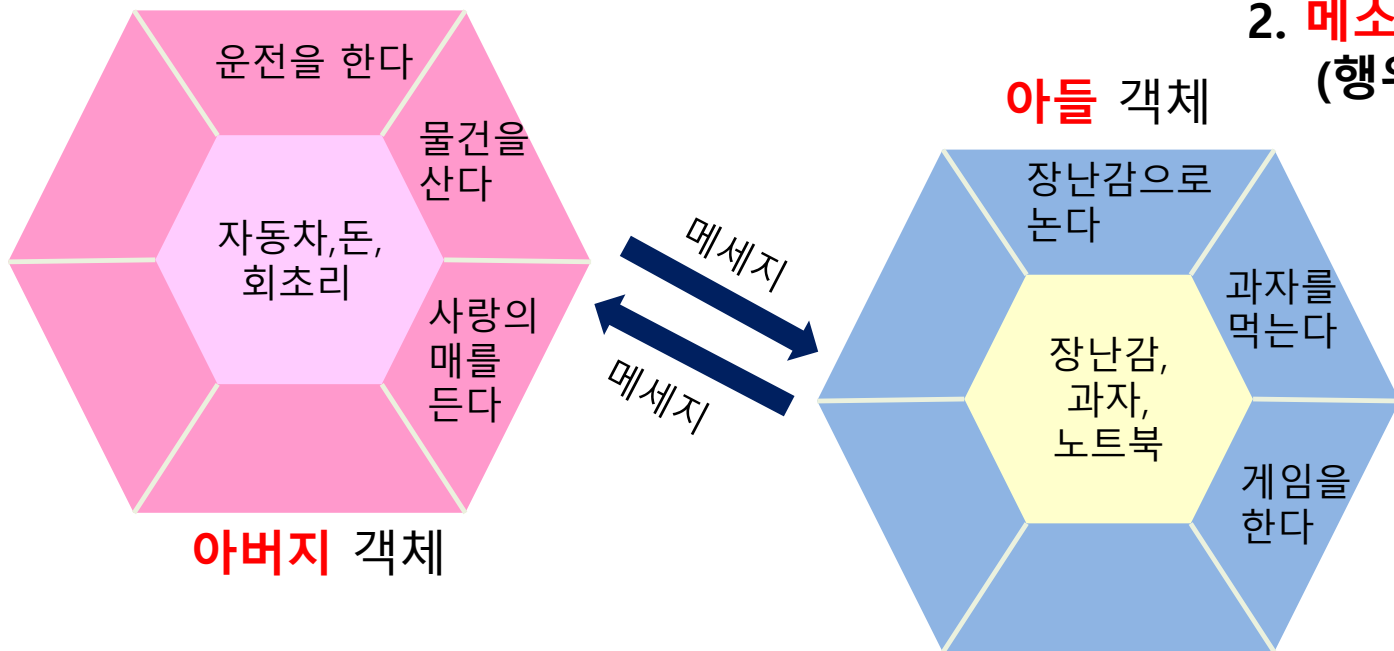 운전을 한다
물건을
산다
자동차,돈,
회초리
사랑의
매를
든다
아버지 객체
메세지
메세지
2. 메소
아들 객체
장난감으로
논다
과자를
먹는다
장난감,
과자,
노트북
게임을
한다